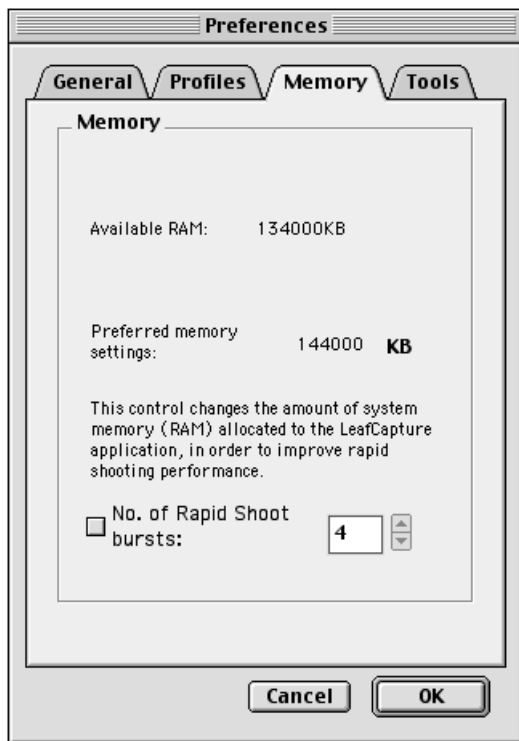 Preferences
General Profiles Memory Tools
Memory
Available RAM: 134000KB
Preferred memory
settings: 144000 KB
This control changes the amount of system
memory (RAM) allocated to the LeafCapture
application, in order to improve rapid
shooting performance.
No. of Rapid Shoot
bursts: 4
Cancel OK